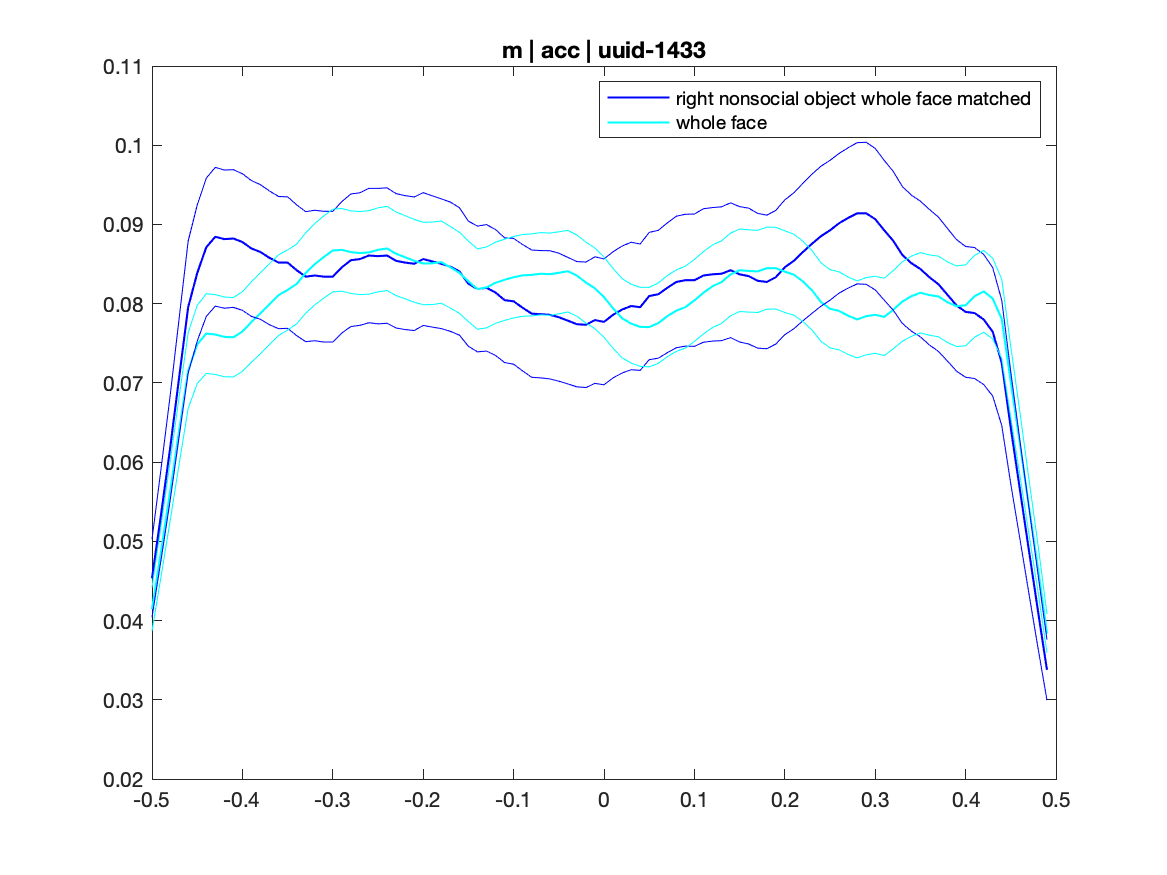 m | acc | uuid-1433
right nonsocial object whole face matched
whole face
0.11
0.1
0.09
0.08
0.07
0.06
0.05
0.04
0.03
0.02
-0.5 -0.4 -0.3 -0.2 -0.1 0 0.1 0.2 0.3 0.4 0.5